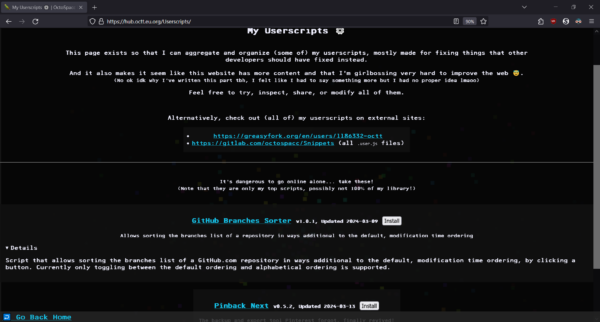 My Userscripts ⚙ | OctoSpac
https://hub.octt.eu.org/Userscripts/
90%
My Userscripts ⚙
This page exists so that I can aggregate and organize (some of) my userscripts, mostly made for fixing things that other
developers should have fixed instead.
And it also makes it seem like this website has more content and that I'm girlbossing very hard to improve the web 😇.
(No ok idk why I've written this part tbh, I felt like I had to say something more but I had no proper idea lmaoo)
Feel free to try, inspect, share, or modify all of them.
Alternatively, check out (all of) my userscripts on external sites:
• https://greasyfork.org/en/users/1186332-octt
• https://gitlab.com/octospacc/Snippets (all .user.js files)
It's dangerous to go online alone... take these!
(Note that they are only my top scripts, possibly not 100% of my library!)
GitHub Branches Sorter v1.0.1, Updated 2024-03-09 Install
Allows sorting the branches list of a repository in ways additional to the default, modification time ordering
▾ Details
Script that allows sorting the branches list of a GitHub.com repository in ways additional to the default, modification time ordering, by clicking a
button. Currently only toggling between the default ordering and alphabetical ordering is supported.
Pinback Next v0.5.2, Updated 2024-03-13 Install
Go Back Home